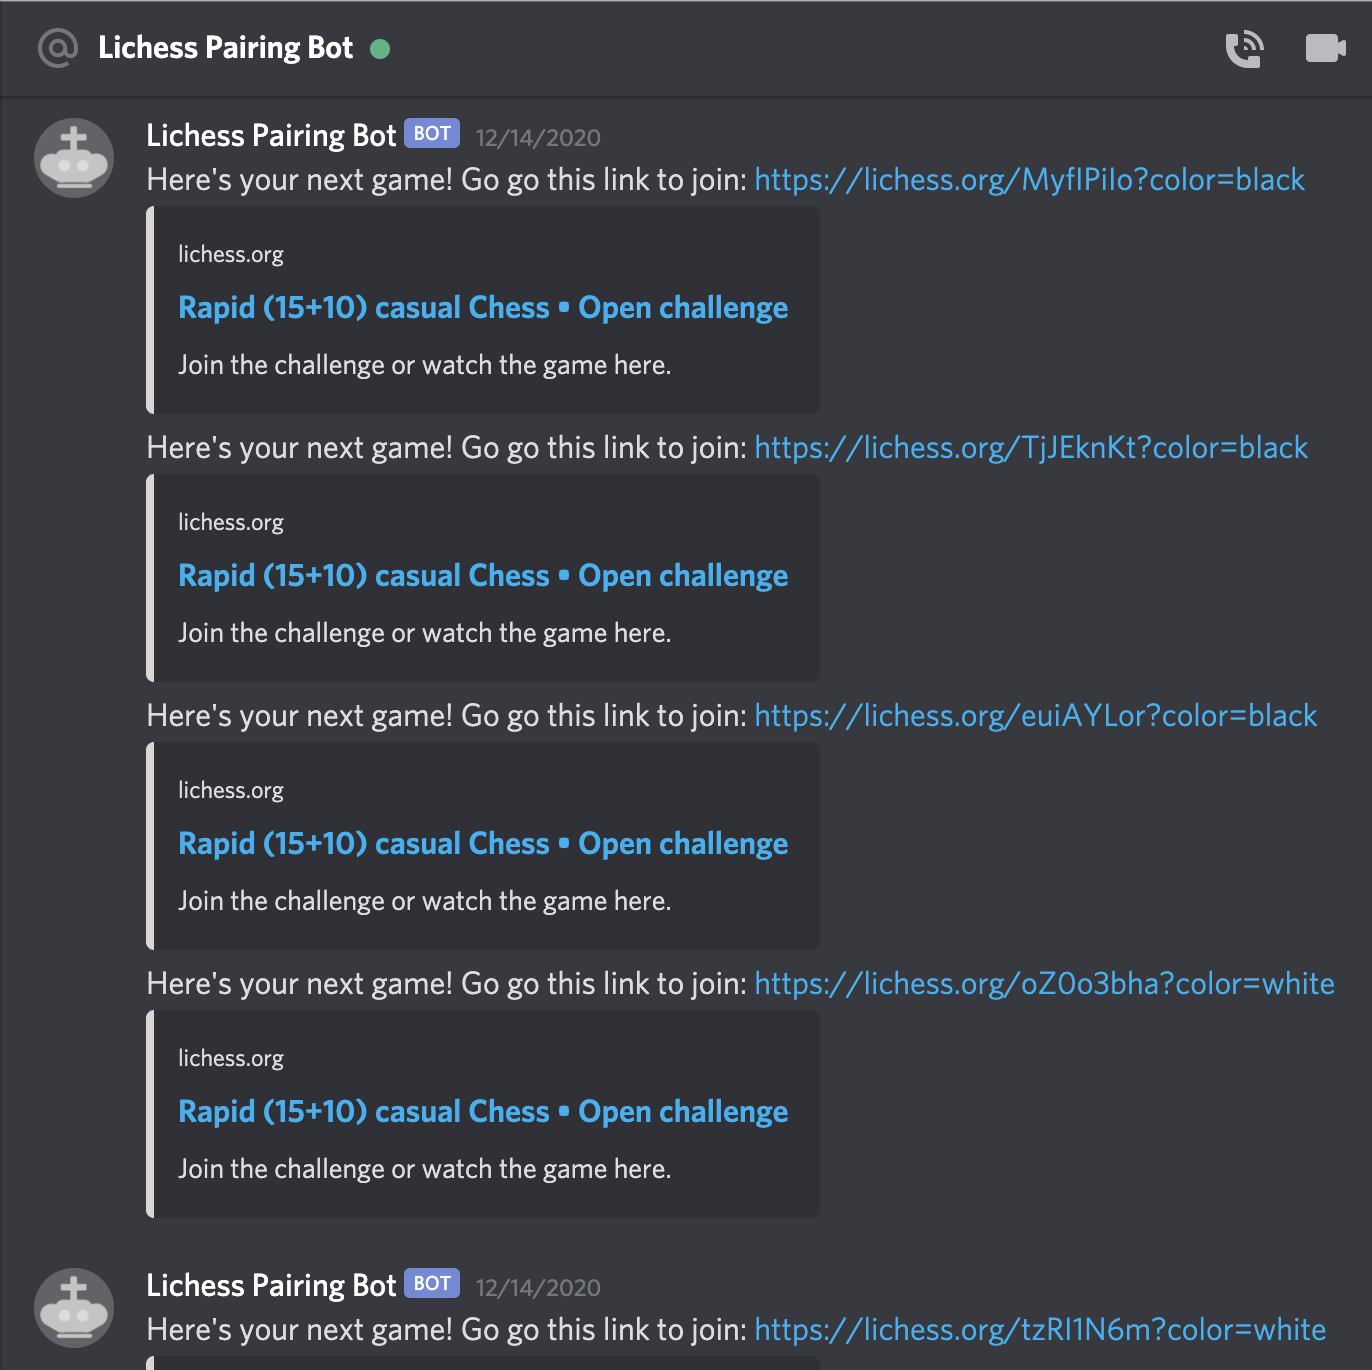 Lichess Pairing Bot
Lichess Pairing Bot BOT 12/14/2020
Here's your next game! Go go this link to join: https://lichess.org/MyflPiIo?color=black
lichess.org
Rapid (15+10) casual Chess • Open challenge
Join the challenge or watch the game here.
Here's your next game! Go go this link to join: https://lichess.org/TjJEknKt?color=black
lichess.org
Rapid (15+10) casual Chess • Open challenge
Join the challenge or watch the game here.
Here's your next game! Go go this link to join: https://lichess.org/euiAYLor?color=black
lichess.org
Rapid (15+10) casual Chess • Open challenge
Join the challenge or watch the game here.
Here's your next game! Go go this link to join: https://lichess.org/oZ0o3bha?color=white
lichess.org
Rapid (15+10) casual Chess • Open challenge
Join the challenge or watch the game here.
Lichess Pairing Bot BOT 12/14/2020
Here's your next game! Go go this link to join: https://lichess.org/tzRI1N6m?color=white